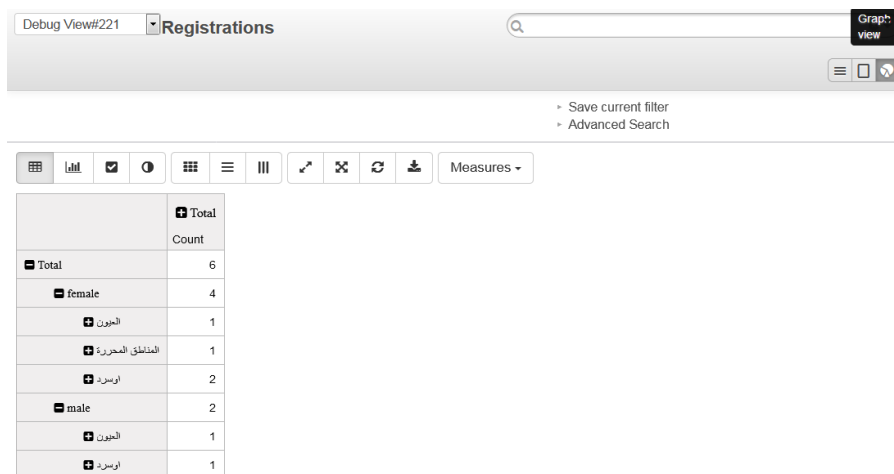 Debug View#221
Registrations
Graph view
Save current filter
Advanced Search
Measures
Total
Count
Total 6
female 4
العيون 1
المناطق المحررة 1
اوسرد 2
male 2
العيون 1
اوسرد 1